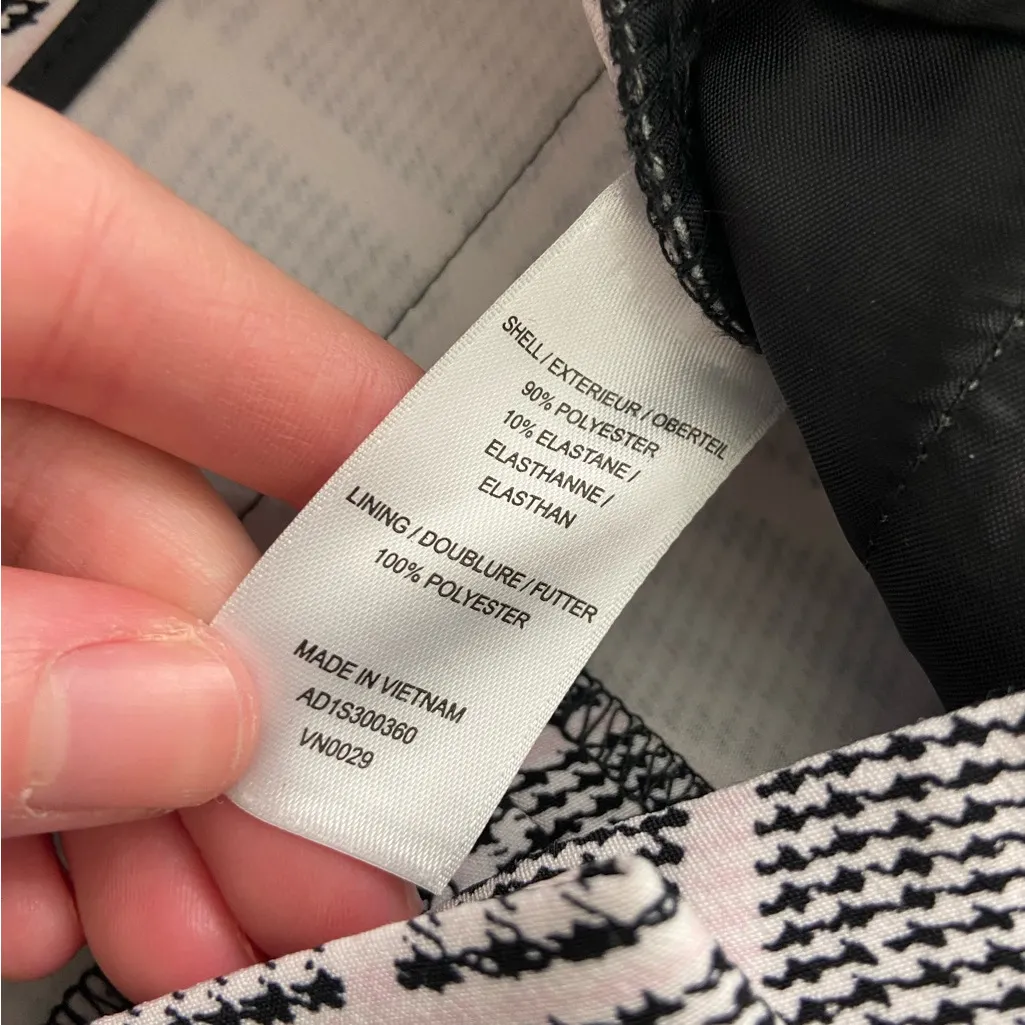 SHELL / EXTERIEUR / OBERTEIL
90% POLYESTER
10% ELASTANE /
ELASTHANNE /
ELASTHAN
LINING / DOUBLURE / FUTTER
100% POLYESTER
MADE IN VIETNAM
AD1S300360
VN0029